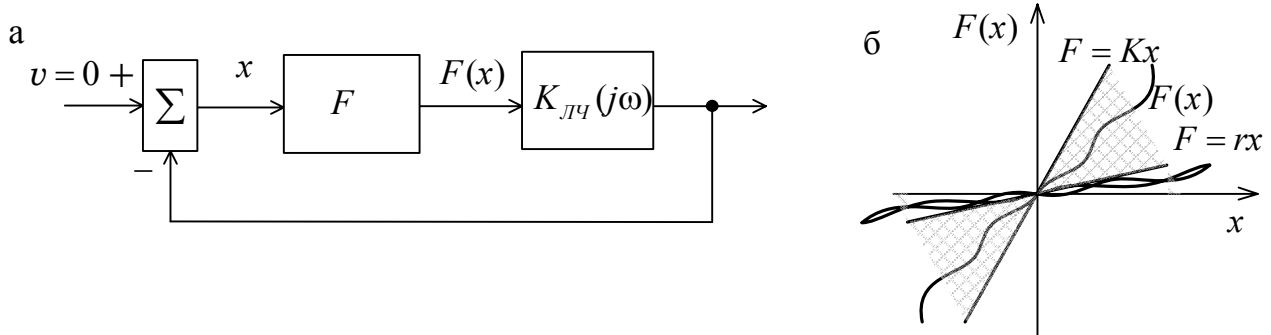 а
v = 0 +
x
F(x)
Σ
F
K_ЛЧ(jω)
−
б
F(x)
F = Kx
F(x)
F = rx
x